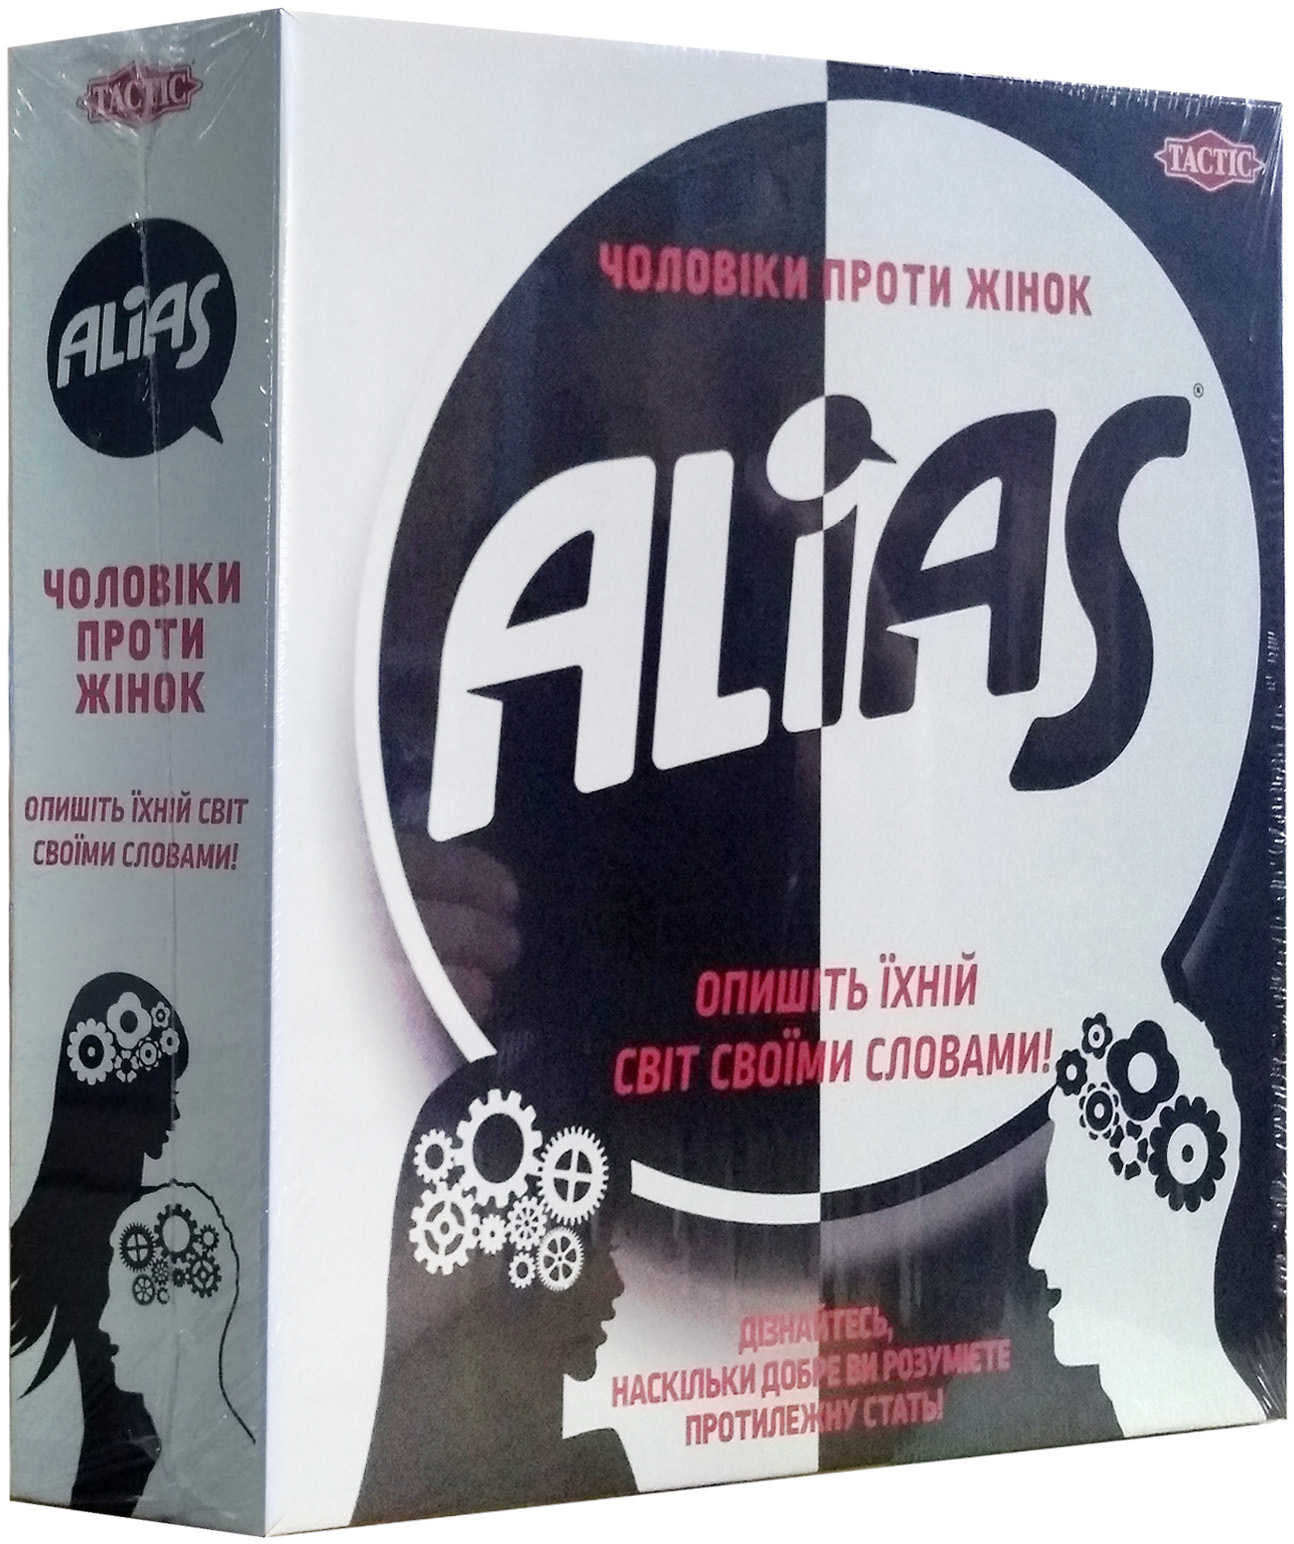 TACTIC
ALiAS
ЧОЛОВІКИ
ПРОТИ
ЖІНОК
ОПИШІТЬ ЇХНІЙ СВІТ
СВОЇМИ СЛОВАМИ!
TACTIC
ЧОЛОВІКИ ПРОТИ ЖІНОК
ALiAS®
ОПИШІТЬ ЇХНІЙ
СВІТ СВОЇМИ СЛОВАМИ!
ДІЗНАЙТЕСЬ,
НАСКІЛЬКИ ДОБРЕ ВИ РОЗУМІЄТЕ
ПРОТИЛЕЖНУ СТАТЬ!